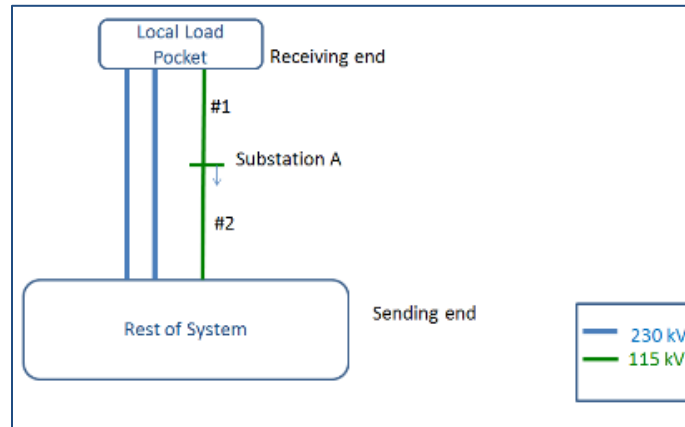 Local Load
Pocket
Receiving end
#1
Substation A
#2
Sending end
Rest of System
230 kV
115 kV